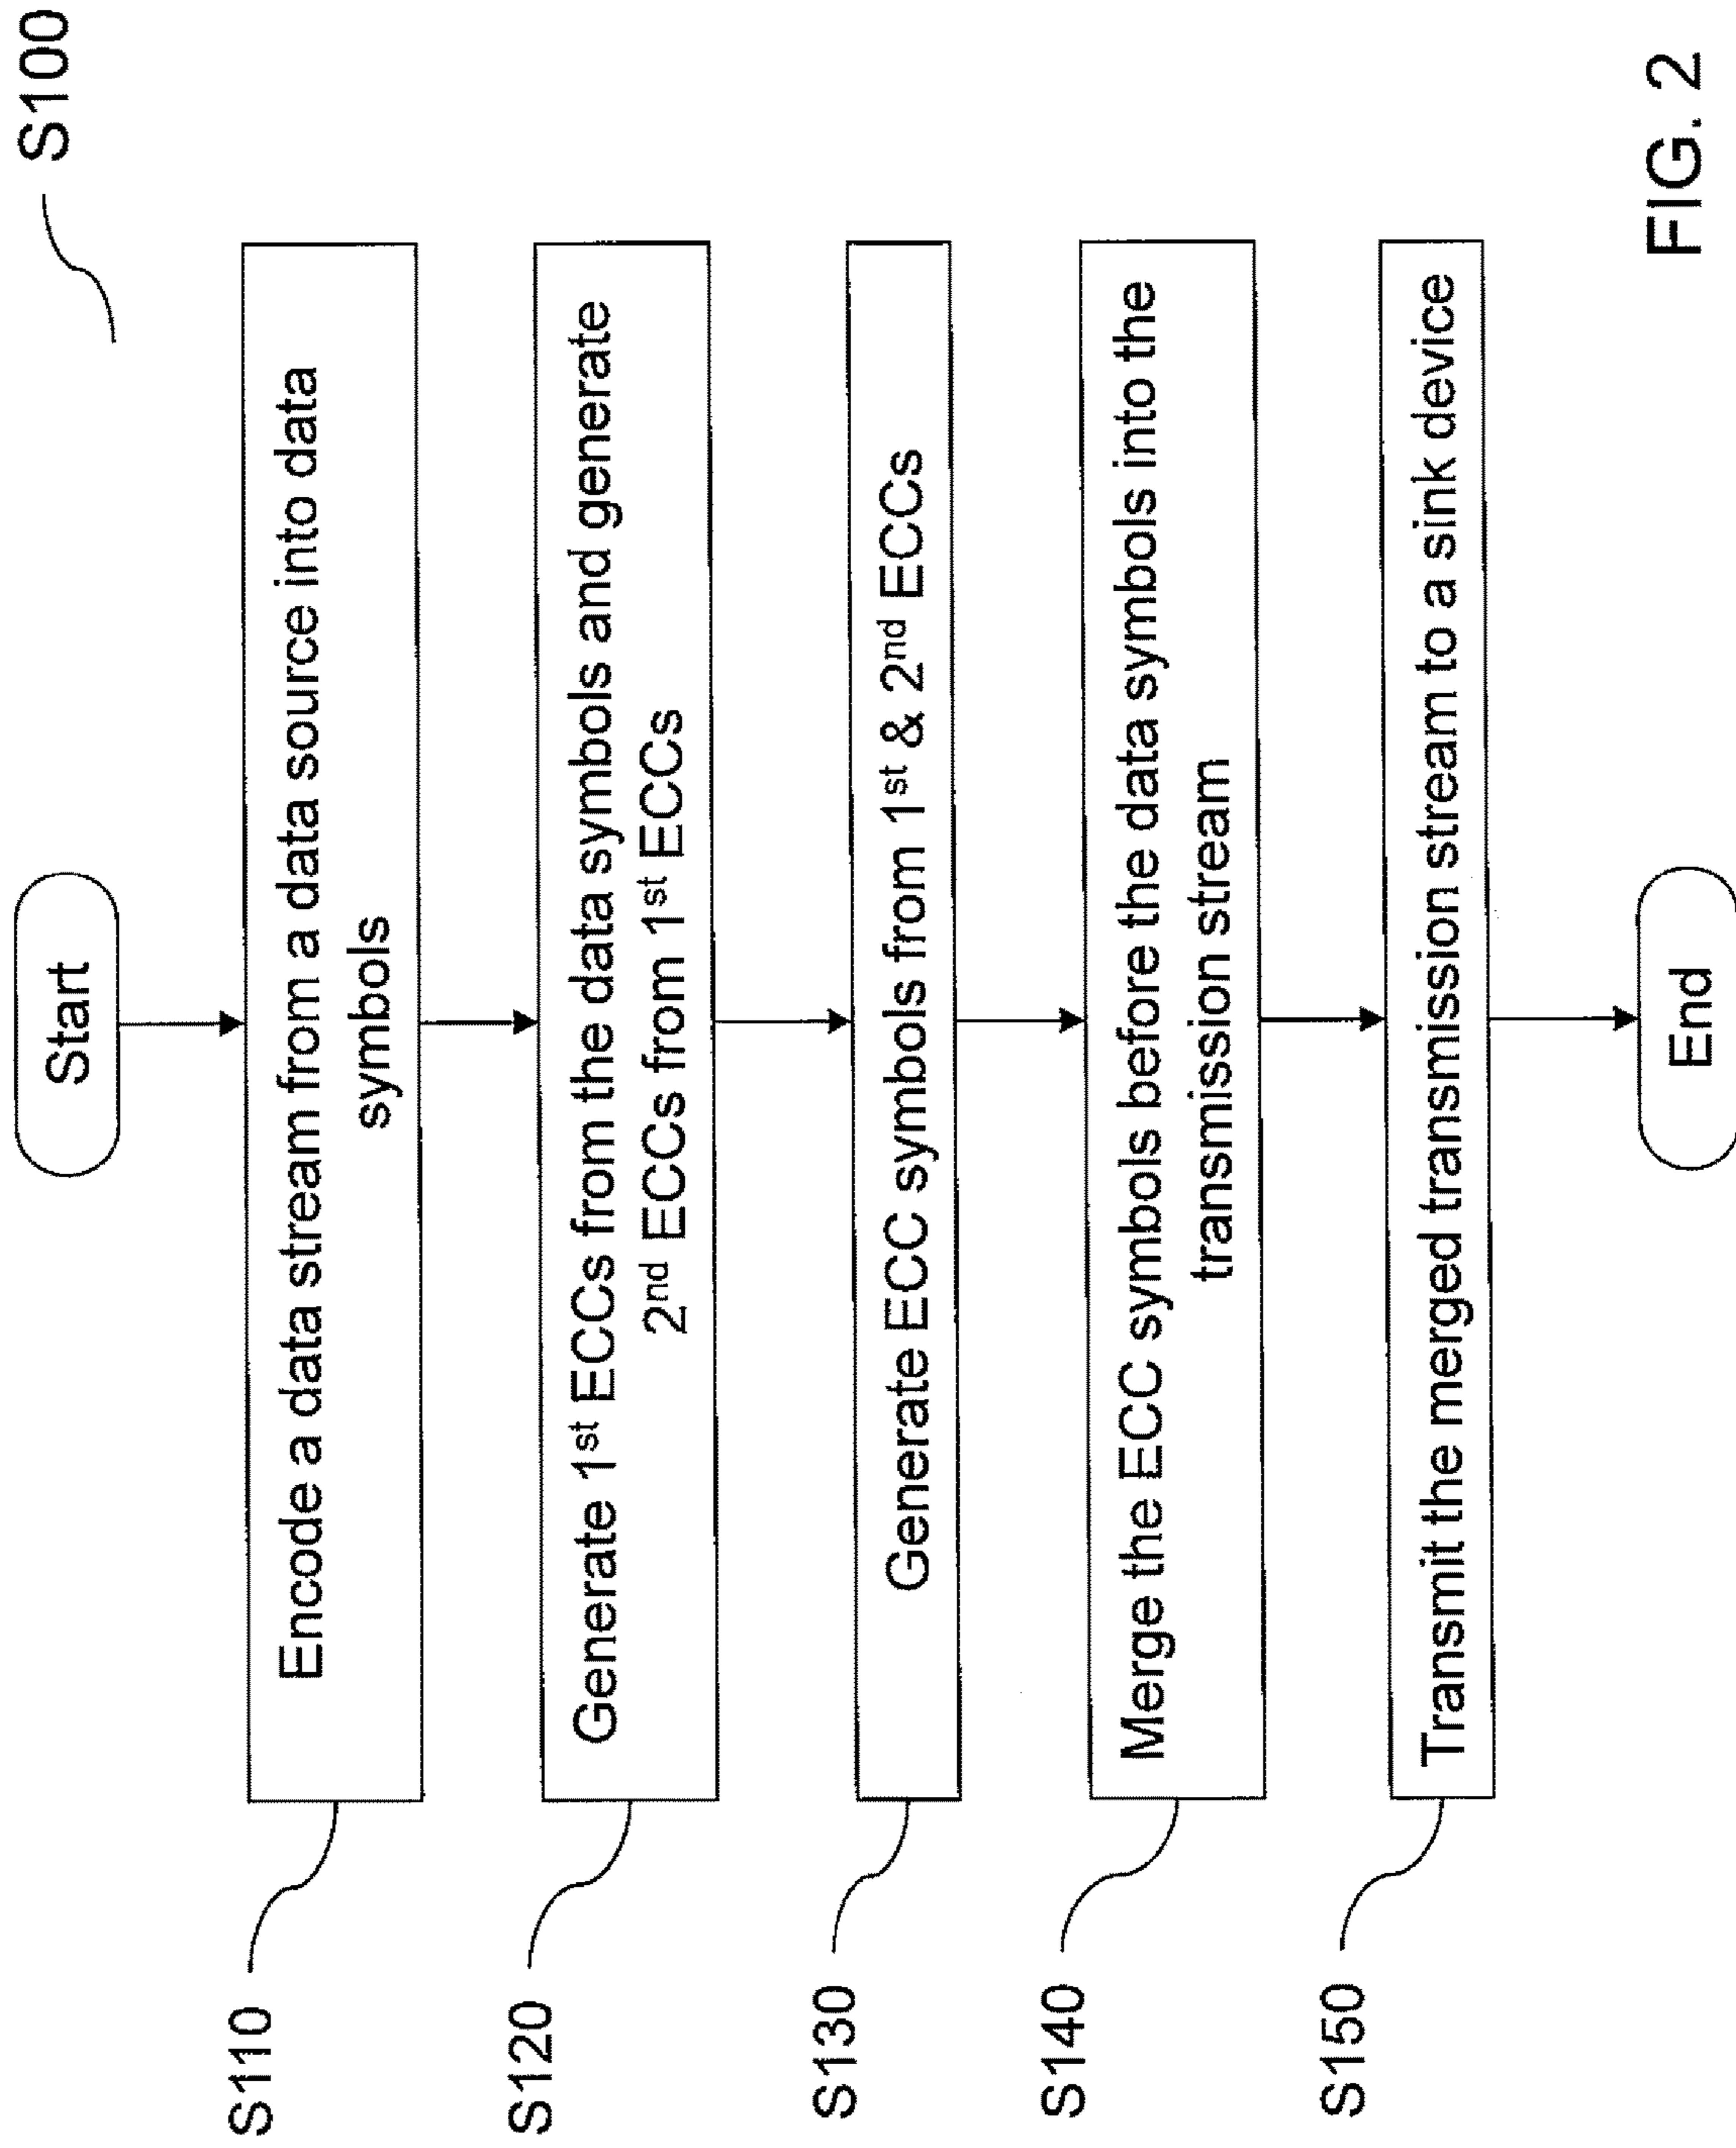 S100
Start
S110
Encode a data stream from a data source into data
symbols
S120
Generate 1st ECCs from the data symbols and generate
2nd ECCs from 1st ECCs
S130
Generate ECC symbols from 1st & 2nd ECCs
S140
Merge the ECC symbols before the data symbols into the
transmission stream
S150
Transmit the merged transmission stream to a sink device
End
FIG. 2